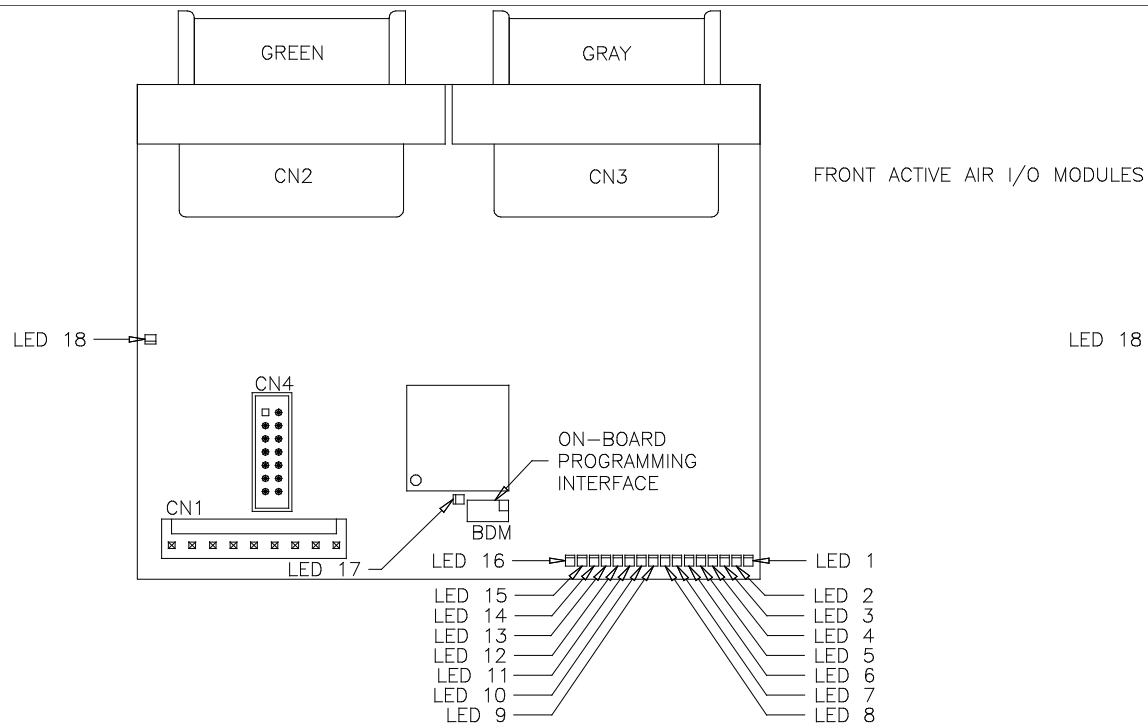 GREEN
GRAY
CN2
CN3
FRONT ACTIVE AIR I/O MODULES
LED 18
LED 18
CN4
ON-BOARD
PROGRAMMING
INTERFACE
CN1
BDM
LED 17
LED 16
LED 1
LED 15
LED 2
LED 14
LED 3
LED 13
LED 4
LED 12
LED 5
LED 11
LED 6
LED 10
LED 7
LED 9
LED 8